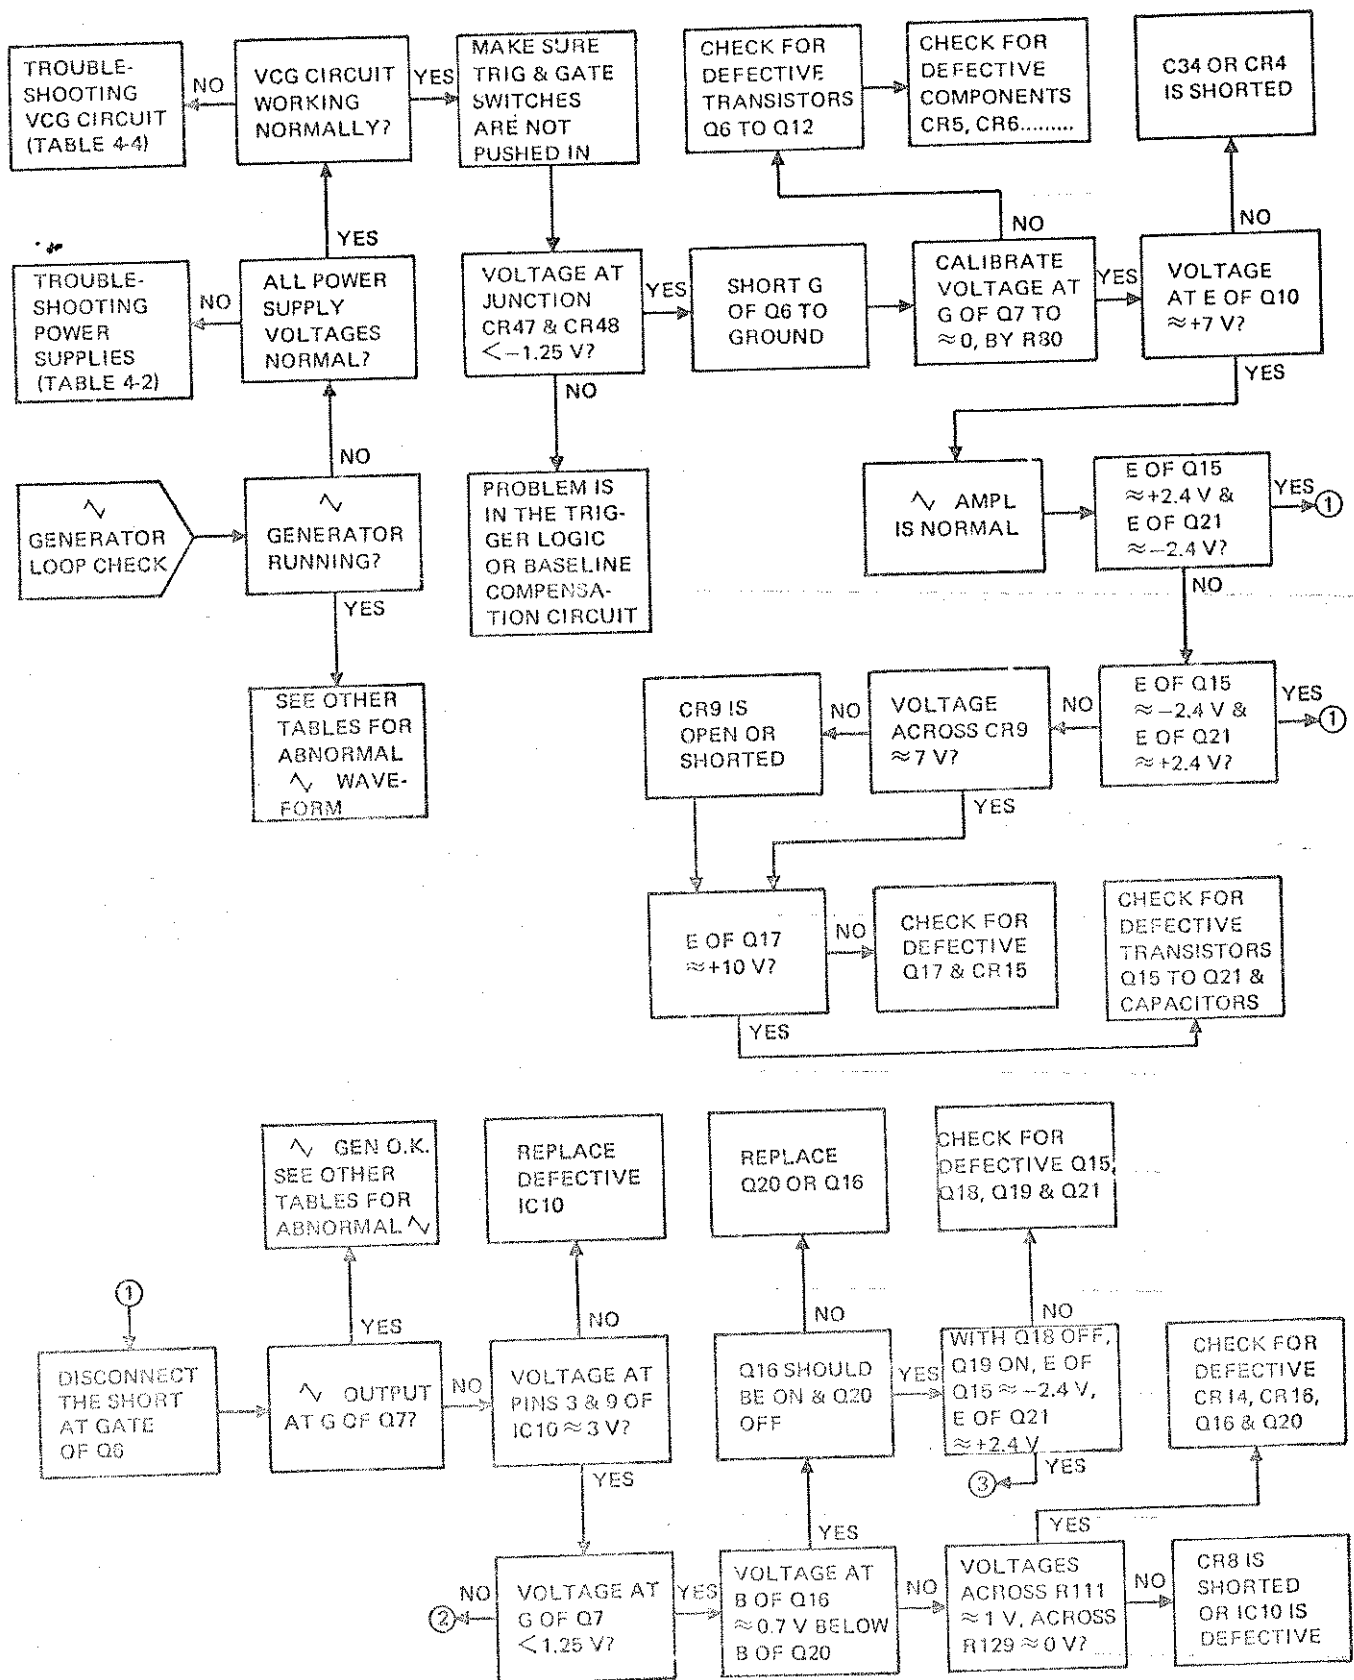 TROUBLE-
SHOOTING
VCG CIRCUIT
(TABLE 4-4)
NO
VCG CIRCUIT
WORKING
NORMALLY?
YES
MAKE SURE
TRIG & GATE
SWITCHES
ARE NOT
PUSHED IN
CHECK FOR
DEFECTIVE
TRANSISTORS
Q6 TO Q12
CHECK FOR
DEFECTIVE
COMPONENTS
CR5, CR6.........
C34 OR CR4
IS SHORTED
YES
NO
NO
TROUBLE-
SHOOTING
POWER
SUPPLIES
(TABLE 4-2)
NO
ALL POWER
SUPPLY
VOLTAGES
NORMAL?
VOLTAGE AT
JUNCTION
CR47 & CR48
<−1.25 V?
YES
SHORT G
OF Q6 TO
GROUND
CALIBRATE
VOLTAGE AT
G OF Q7 TO
≈0, BY R80
YES
VOLTAGE
AT E OF Q10
≈+7 V?
NO
NO
YES
GENERATOR
LOOP CHECK
GENERATOR
RUNNING?
PROBLEM IS
IN THE TRIG-
GER LOGIC
OR BASELINE
COMPENSA-
TION CIRCUIT
AMPL
IS NORMAL
E OF Q15
≈+2.4 V &
E OF Q21
≈−2.4 V?
YES
1
YES
NO
SEE OTHER
TABLES FOR
ABNORMAL
WAVE-
FORM
CR9 IS
OPEN OR
SHORTED
NO
VOLTAGE
ACROSS CR9
≈7 V?
NO
E OF Q15
≈−2.4 V &
E OF Q21
≈+2.4 V?
YES
1
YES
E OF Q17
≈+10 V?
NO
CHECK FOR
DEFECTIVE
Q17 & CR15
CHECK FOR
DEFECTIVE
TRANSISTORS
Q15 TO Q21 &
CAPACITORS
YES
GEN O.K.
SEE OTHER
TABLES FOR
ABNORMAL
REPLACE
DEFECTIVE
IC10
REPLACE
Q20 OR Q16
CHECK FOR
DEFECTIVE Q15,
Q18, Q19 & Q21
1
YES
NO
NO
NO
DISCONNECT
THE SHORT
AT GATE
OF Q6
OUTPUT
AT G OF Q7?
NO
VOLTAGE AT
PINS 3 & 9 OF
IC10 ≈ 3 V?
Q16 SHOULD
BE ON & Q20
OFF
YES
WITH Q18 OFF,
Q19 ON, E OF
Q15 ≈ −2.4 V,
E OF Q21
≈+2.4 V
CHECK FOR
DEFECTIVE
CR14, CR16,
Q16 & Q20
YES
3
YES
YES
YES
2
NO
VOLTAGE AT
G OF Q7
<1.25 V?
YES
VOLTAGE AT
B OF Q16
≈0.7 V BELOW
B OF Q20
NO
VOLTAGES
ACROSS R111
≈1 V, ACROSS
R129 ≈ 0 V?
NO
CR8 IS
SHORTED
OR IC10 IS
DEFECTIVE